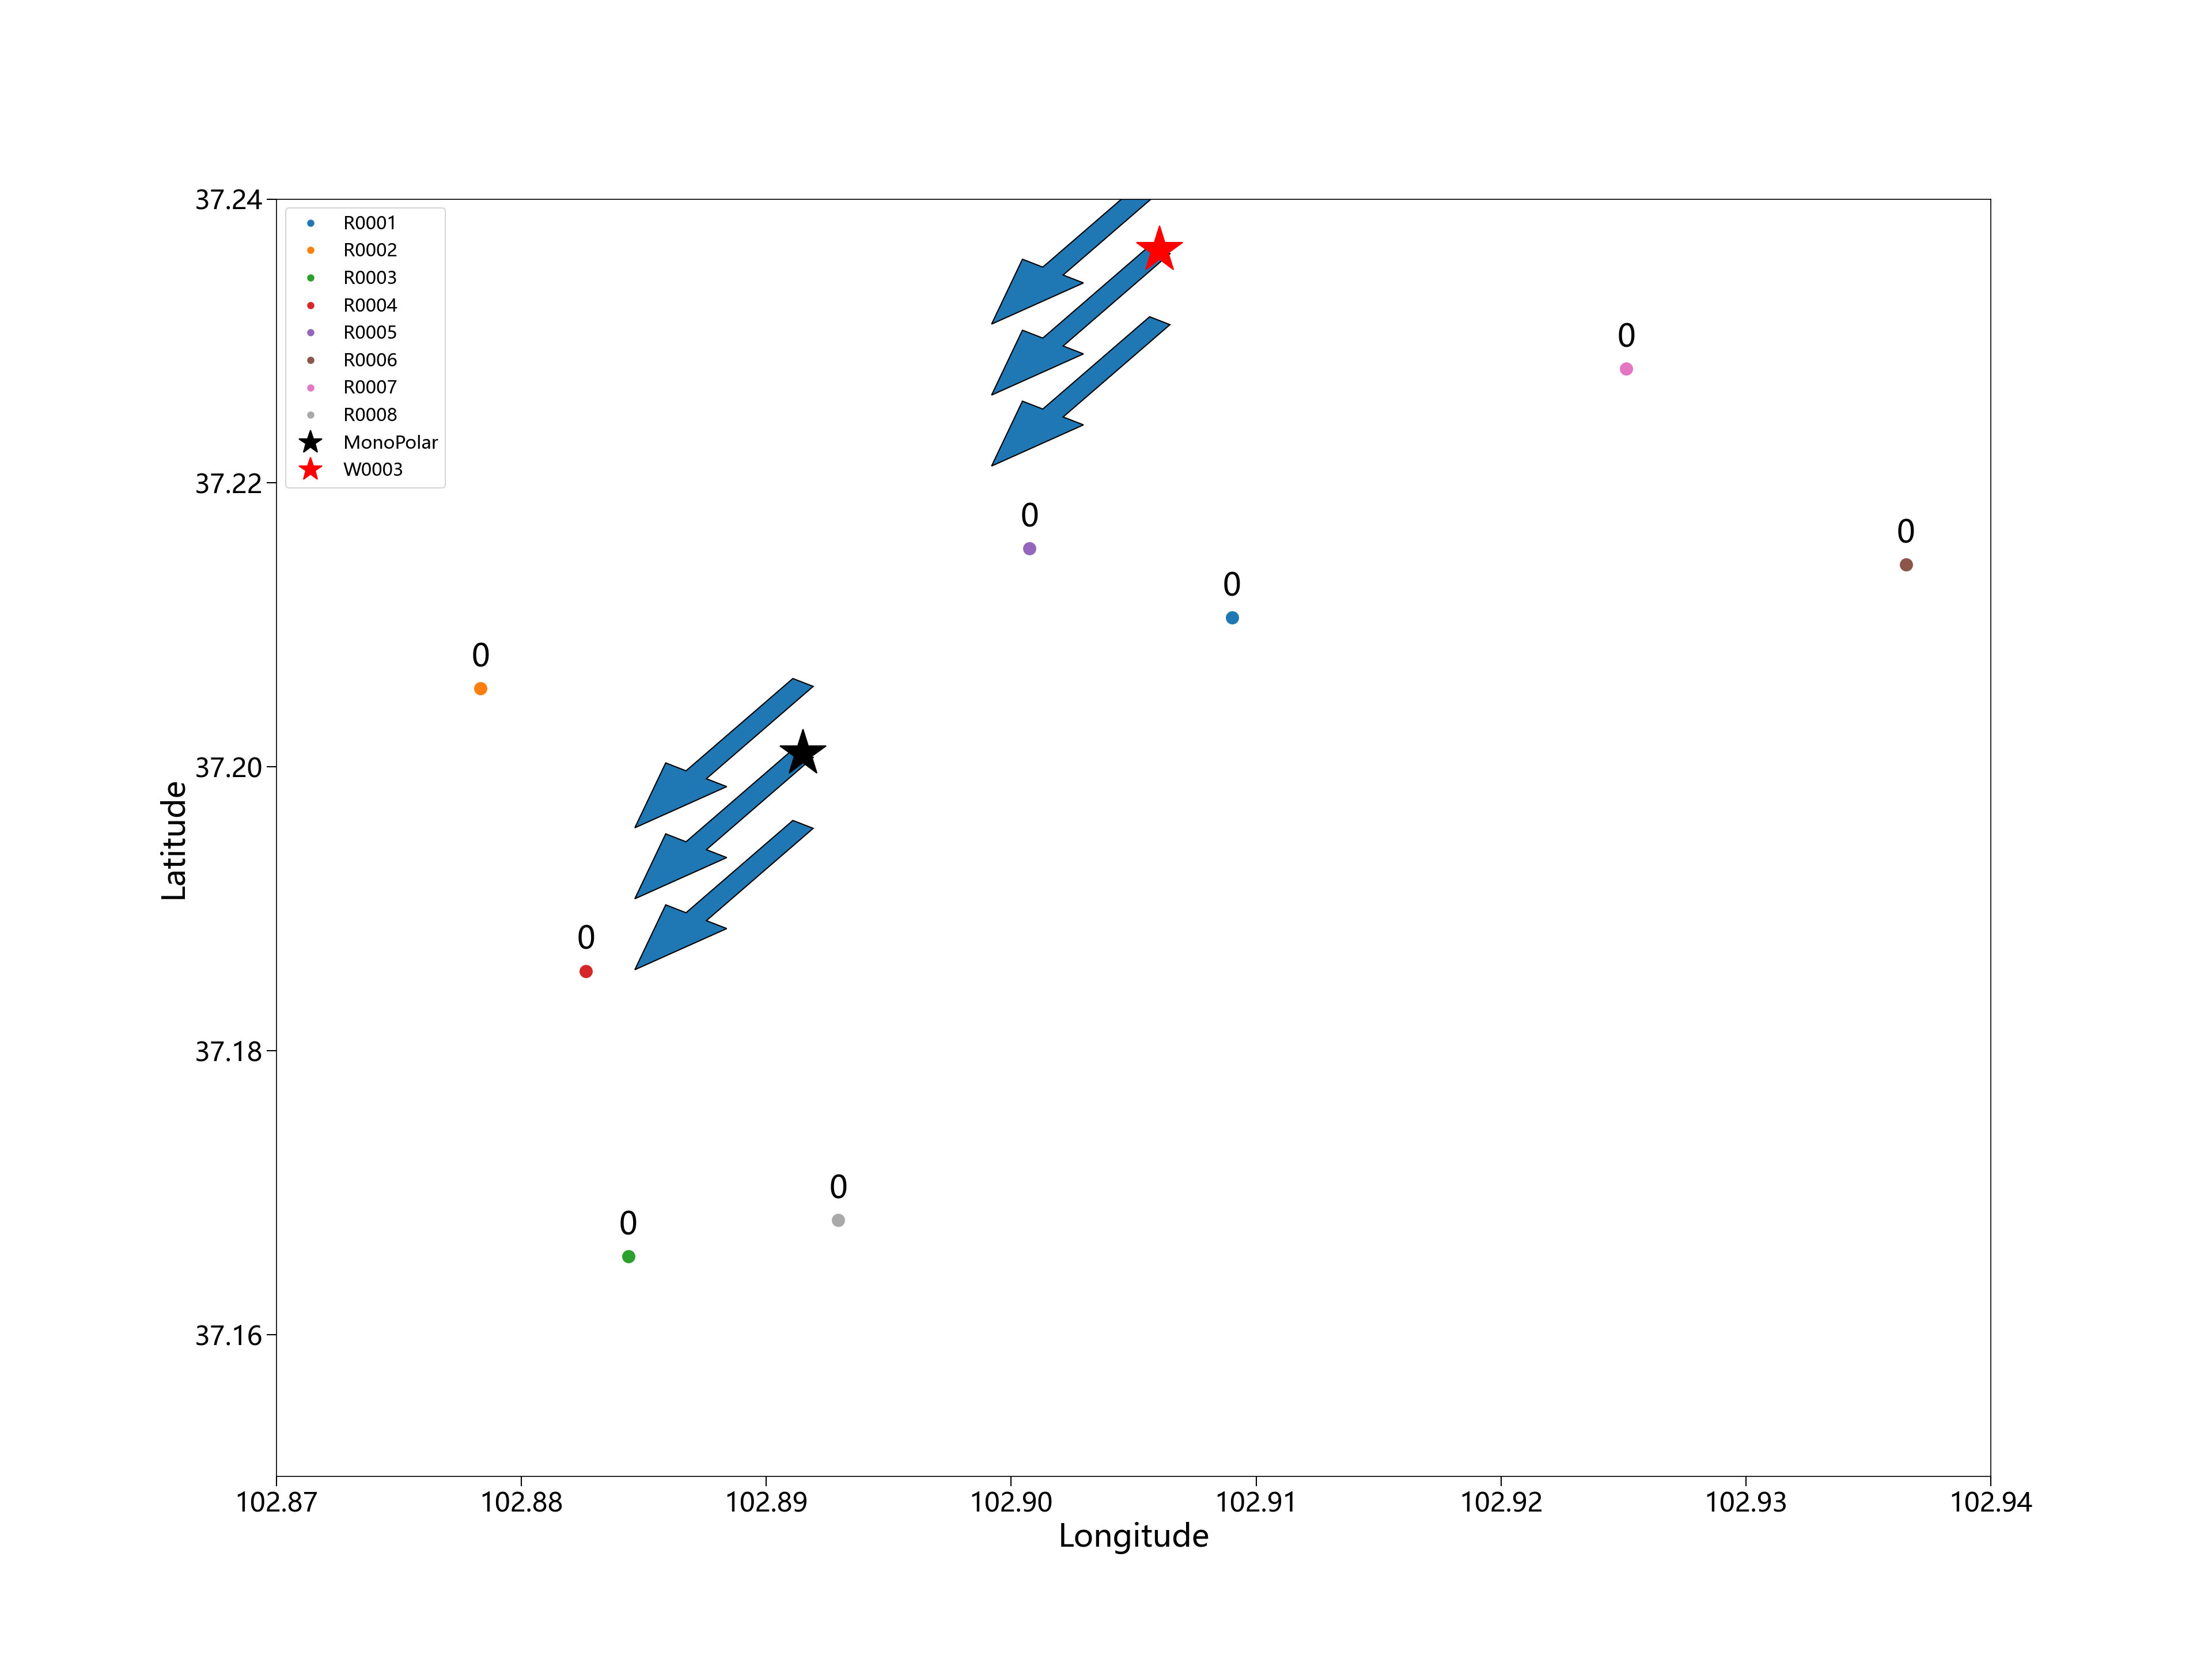 37.24
37.22
37.20
37.18
37.16
Latitude
R0001
R0002
R0003
R0004
R0005
R0006
R0007
R0008
MonoPolar
W0003
0
0
0
0
0
0
0
0
102.87 102.88 102.89 102.90 102.91 102.92 102.93 102.94
Longitude